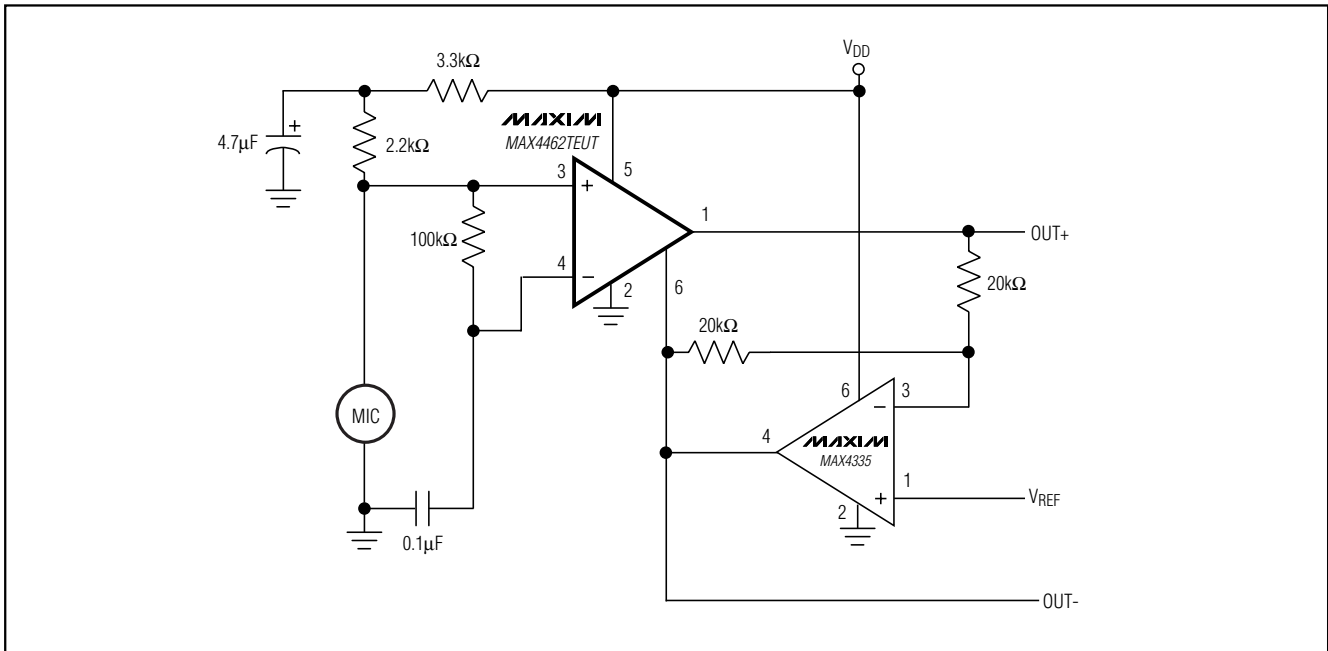 V_DD
3.3kΩ
MAXIM
MAX4462TEUT
4.7μF
+
2.2kΩ
3
+
5
1
OUT+
100kΩ
4
−
2
6
20kΩ
20kΩ
6
3
−
MIC
4
MAXIM
MAX4335
1
+
V_REF
2
0.1μF
OUT-